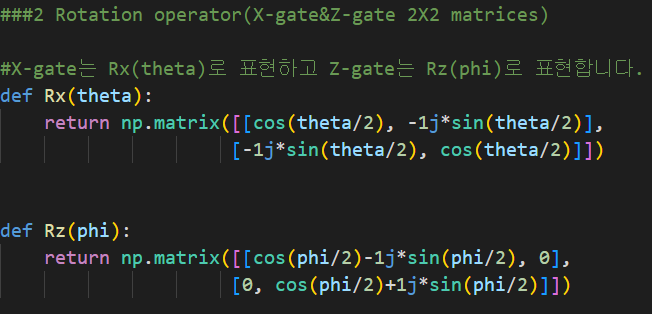 ###2 Rotation operator(X-gate&Z-gate 2X2 matrices)
#X-gate는 Rx(theta)로 표현하고 Z-gate는 Rz(phi)로 표현합니다.
def Rx(theta):
    return np.matrix([[cos(theta/2), -1j*sin(theta/2)],
                      [-1j*sin(theta/2), cos(theta/2)]])
def Rz(phi):
    return np.matrix([[cos(phi/2)-1j*sin(phi/2), 0],
                      [0, cos(phi/2)+1j*sin(phi/2)]])